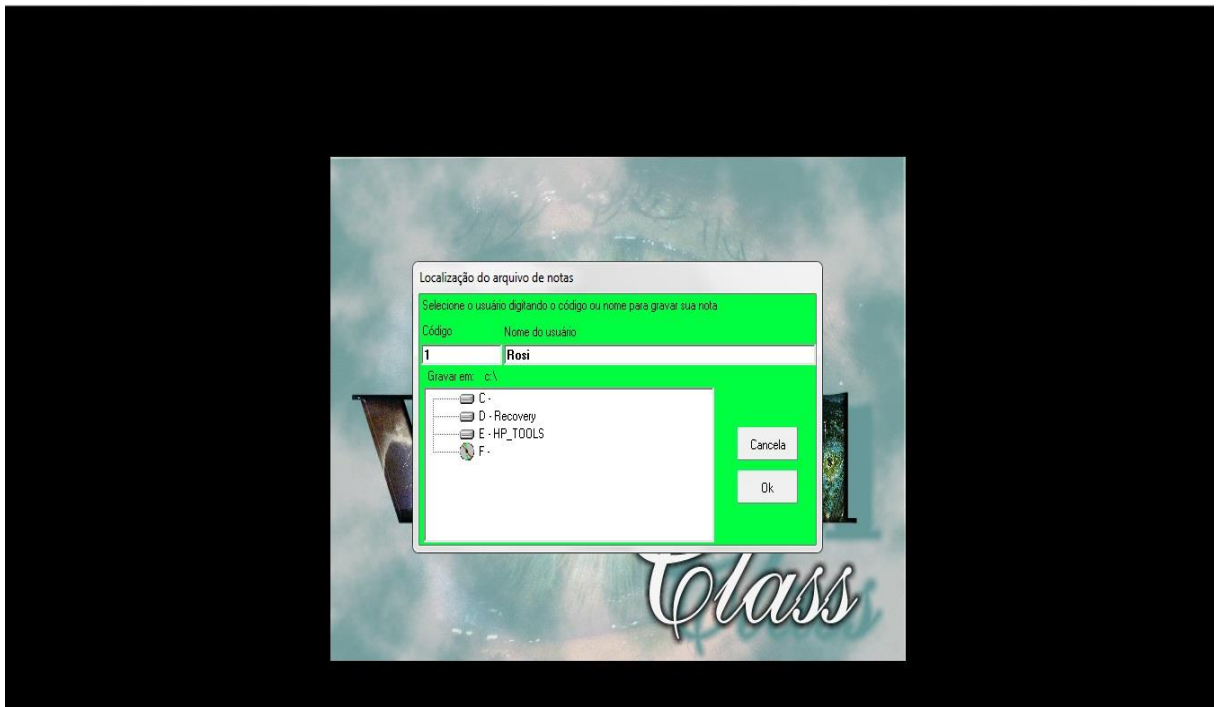 Localização do arquivo de notas
Selecione o usuário digitando o código ou nome para gravar sua nota
Código Nome do usuário
1 Rosi
Gravar em: c:\
C -
D - Recovery
E - HP_TOOLS
F -
Cancela
Ok
Class